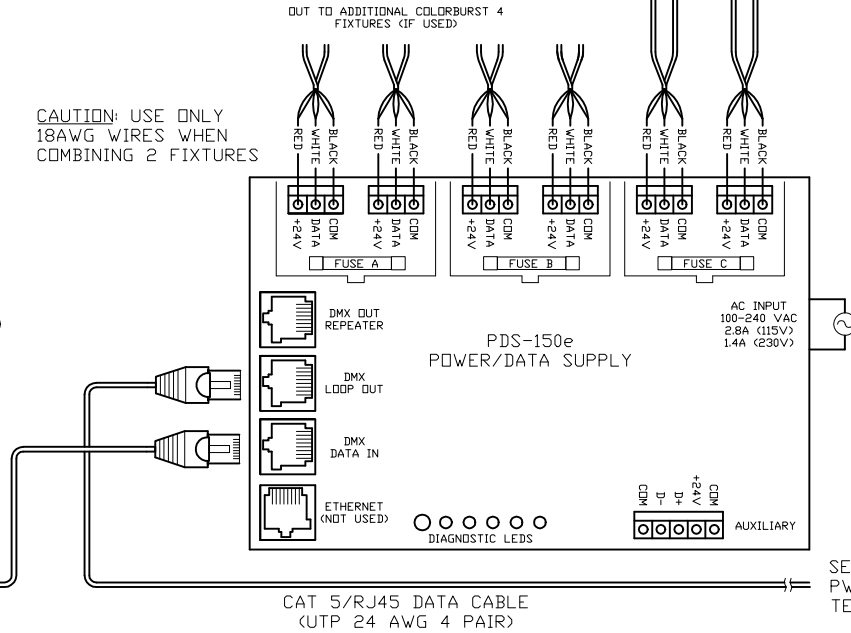 OUT TO ADDITIONAL COLORBURST 4
FIXTURES (IF USED)
CAUTION: USE ONLY
18AWG WIRES WHEN
COMBINING 2 FIXTURES
RED WHITE BLACK
RED WHITE BLACK
RED WHITE BLACK
RED WHITE BLACK
RED WHITE BLACK
RED WHITE BLACK
+24V DATA COM
+24V DATA COM
+24V DATA COM
+24V DATA COM
+24V DATA COM
+24V DATA COM
FUSE A
FUSE B
FUSE C
DMX OUT
REPEATER
PDS-150e
POWER/DATA SUPPLY
AC INPUT
100-240 VAC
2.8A (115V)
1.4A (230V)
DMX
LOOP OUT
DMX
DATA IN
ETHERNET
(NOT USED)
DIAGNOSTIC LEDS
COM D- D+ +24V COM
AUXILIARY
CAT 5/RJ45 DATA CABLE
(UTP 24 AWG 4 PAIR)
SE
PW
TE